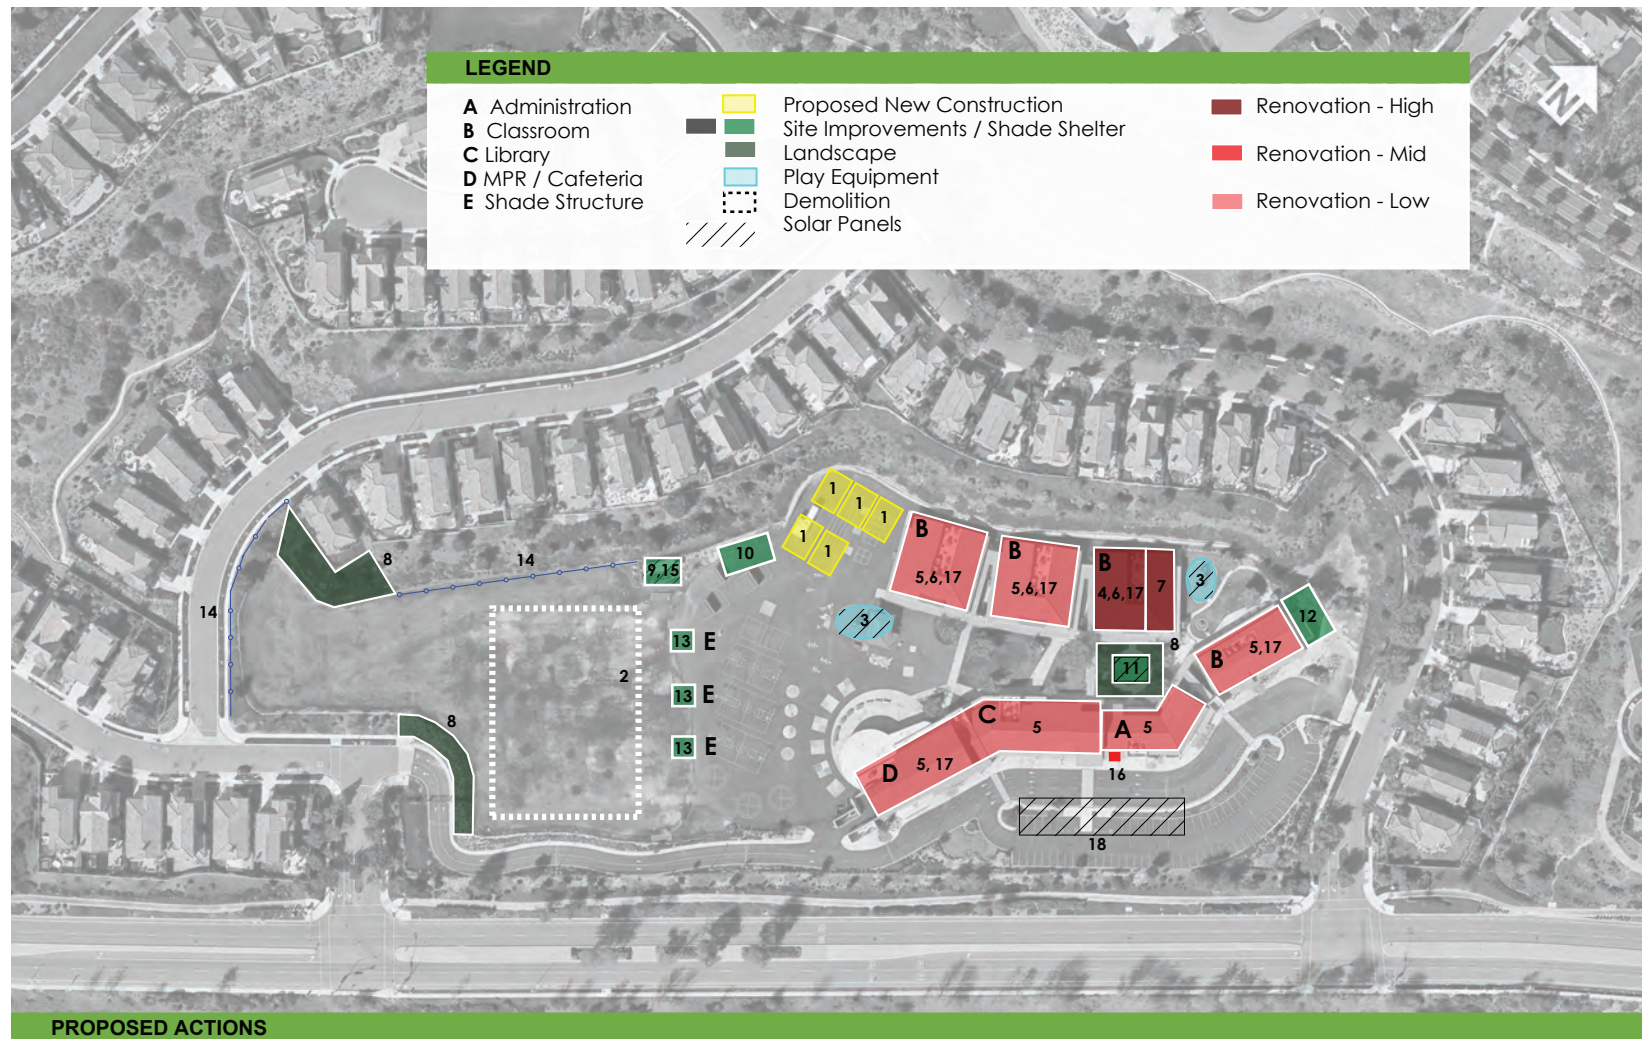 LEGEND
A Administration
B Classroom
C Library
D MPR / Cafeteria
E Shade Structure
Proposed New Construction
Site Improvements / Shade Shelter
Landscape
Play Equipment
Demolition
Solar Panels
Renovation - High
Renovation - Mid
Renovation - Low
N
1
1
1
1
1
B
5,6,17
B
5,6,17
B
4,6,17
7
3
8
14
9,15
10
3
12
14
13 E
8
B
5,17
11
2
13 E
8
C
5
A
5
13 E
D
5, 17
16
18
PROPOSED ACTIONS